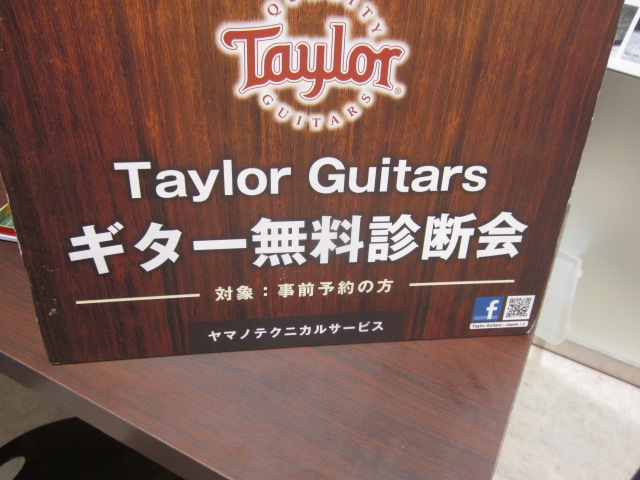 QUALITY
Taylor
GUITARS
Taylor Guitars
ギター無料診断会
対象：事前予約の方
ヤマノテクニカルサービス
f